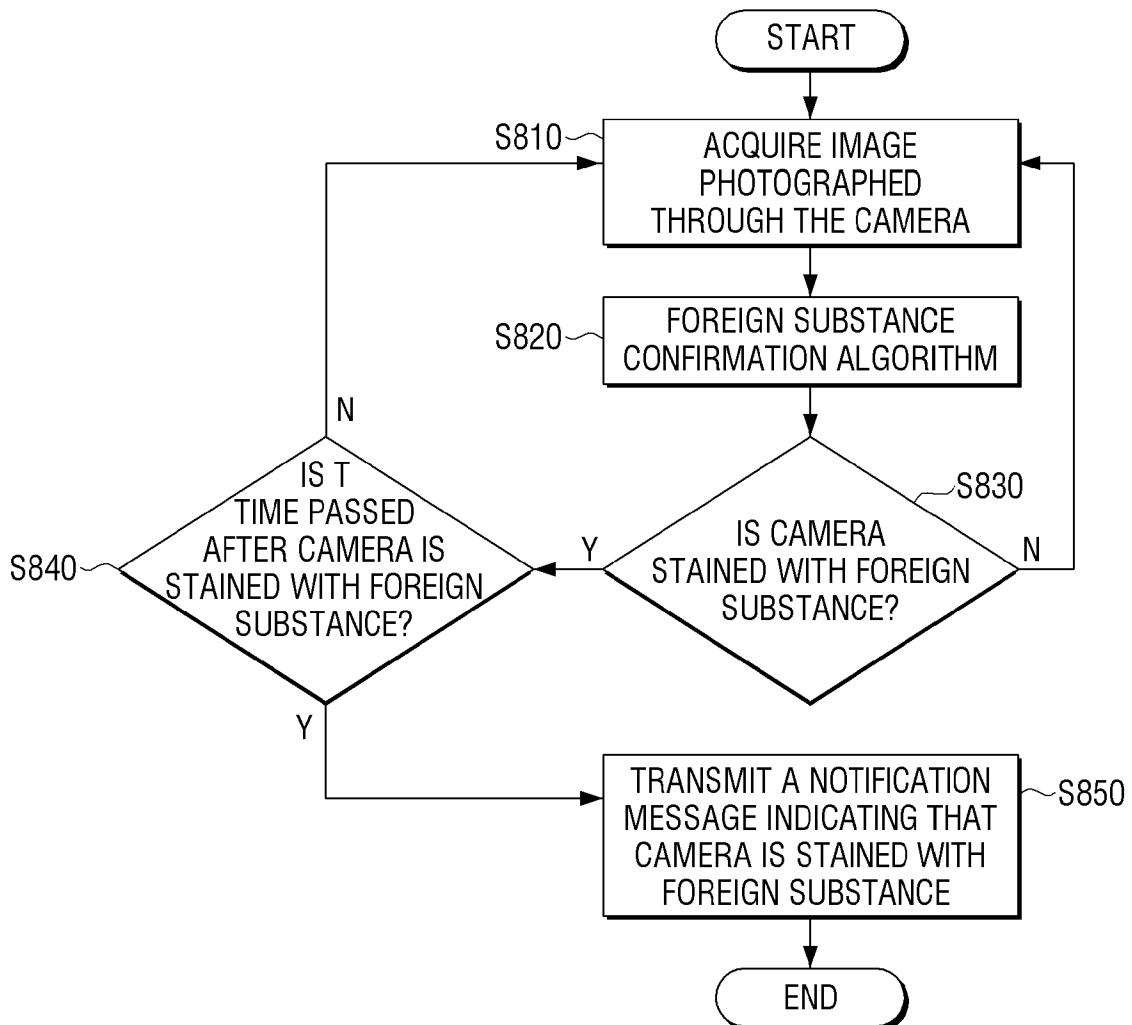 START
S810
ACQUIRE IMAGE
PHOTOGRAPHED
THROUGH THE CAMERA
S820
FOREIGN SUBSTANCE
CONFIRMATION ALGORITHM
S830
IS CAMERA
STAINED WITH FOREIGN
SUBSTANCE?
N
Y
S840
IS T
TIME PASSED
AFTER CAMERA IS
STAINED WITH FOREIGN
SUBSTANCE?
N
Y
S850
TRANSMIT A NOTIFICATION
MESSAGE INDICATING THAT
CAMERA IS STAINED WITH
FOREIGN SUBSTANCE
END